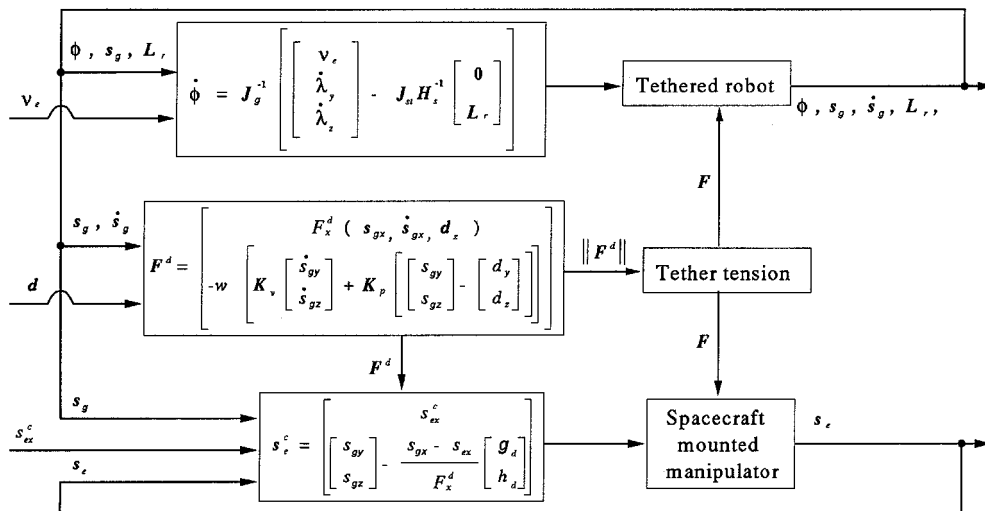 ϕ , s_g , L_r
ν_e
ϕ̇ = J_g^-1 [ ν_e λ̇_y λ̇_z ] - J_st H_s^-1 [ 0 L_r ]
Tethered robot
ϕ , s_g , ṡ_g , L_r ,
F
s_g , ṡ_g
d
F^d = [ F_x^d ( s_gx , ṡ_gx , d_z ) -w [ K_v [ ṡ_gy ṡ_gz ] + K_p [ [ s_gy s_gz ] - [ d_y d_z ] ] ] ]
||F^d||
Tether tension
F
F^d
s_g
s_ex^c
s_e
s_e^c = [ s_ex^c [ s_gy s_gz ] - (s_gx - s_ex) / F_x^d [ g_d h_d ] ]
Spacecraft
mounted
manipulator
s_e